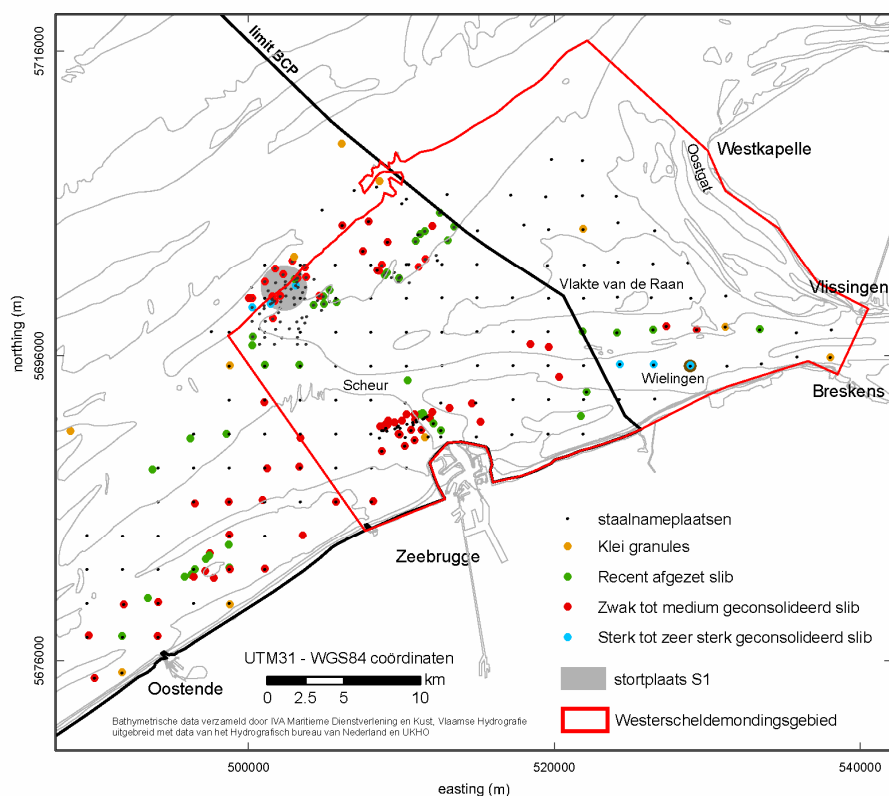 5716000
limit BCP
Westkapelle
Oostgat
Vlakte van de Raan
Vlissingen
northing (m)
5696000
Scheur
Wielingen
Breskens
staalnameplaatsen
Zeebrugge
Klei granules
Recent afgezet slib
Zwak tot medium geconsolideerd slib
Sterk tot zeer sterk geconsolideerd slib
5676000
UTM31 - WGS84 coördinaten
km
0 2.5 5 10
Oostende
stortplaats S1
Westerscheldemondingsgebied
Bathymetrische data verzameld door IVA Maritieme Dienstverlening en Kust, Vlaamse Hydrografie
uitgebreid met data van het Hydrografisch bureau van Nederland en UKHO
500000 520000 540000
easting (m)